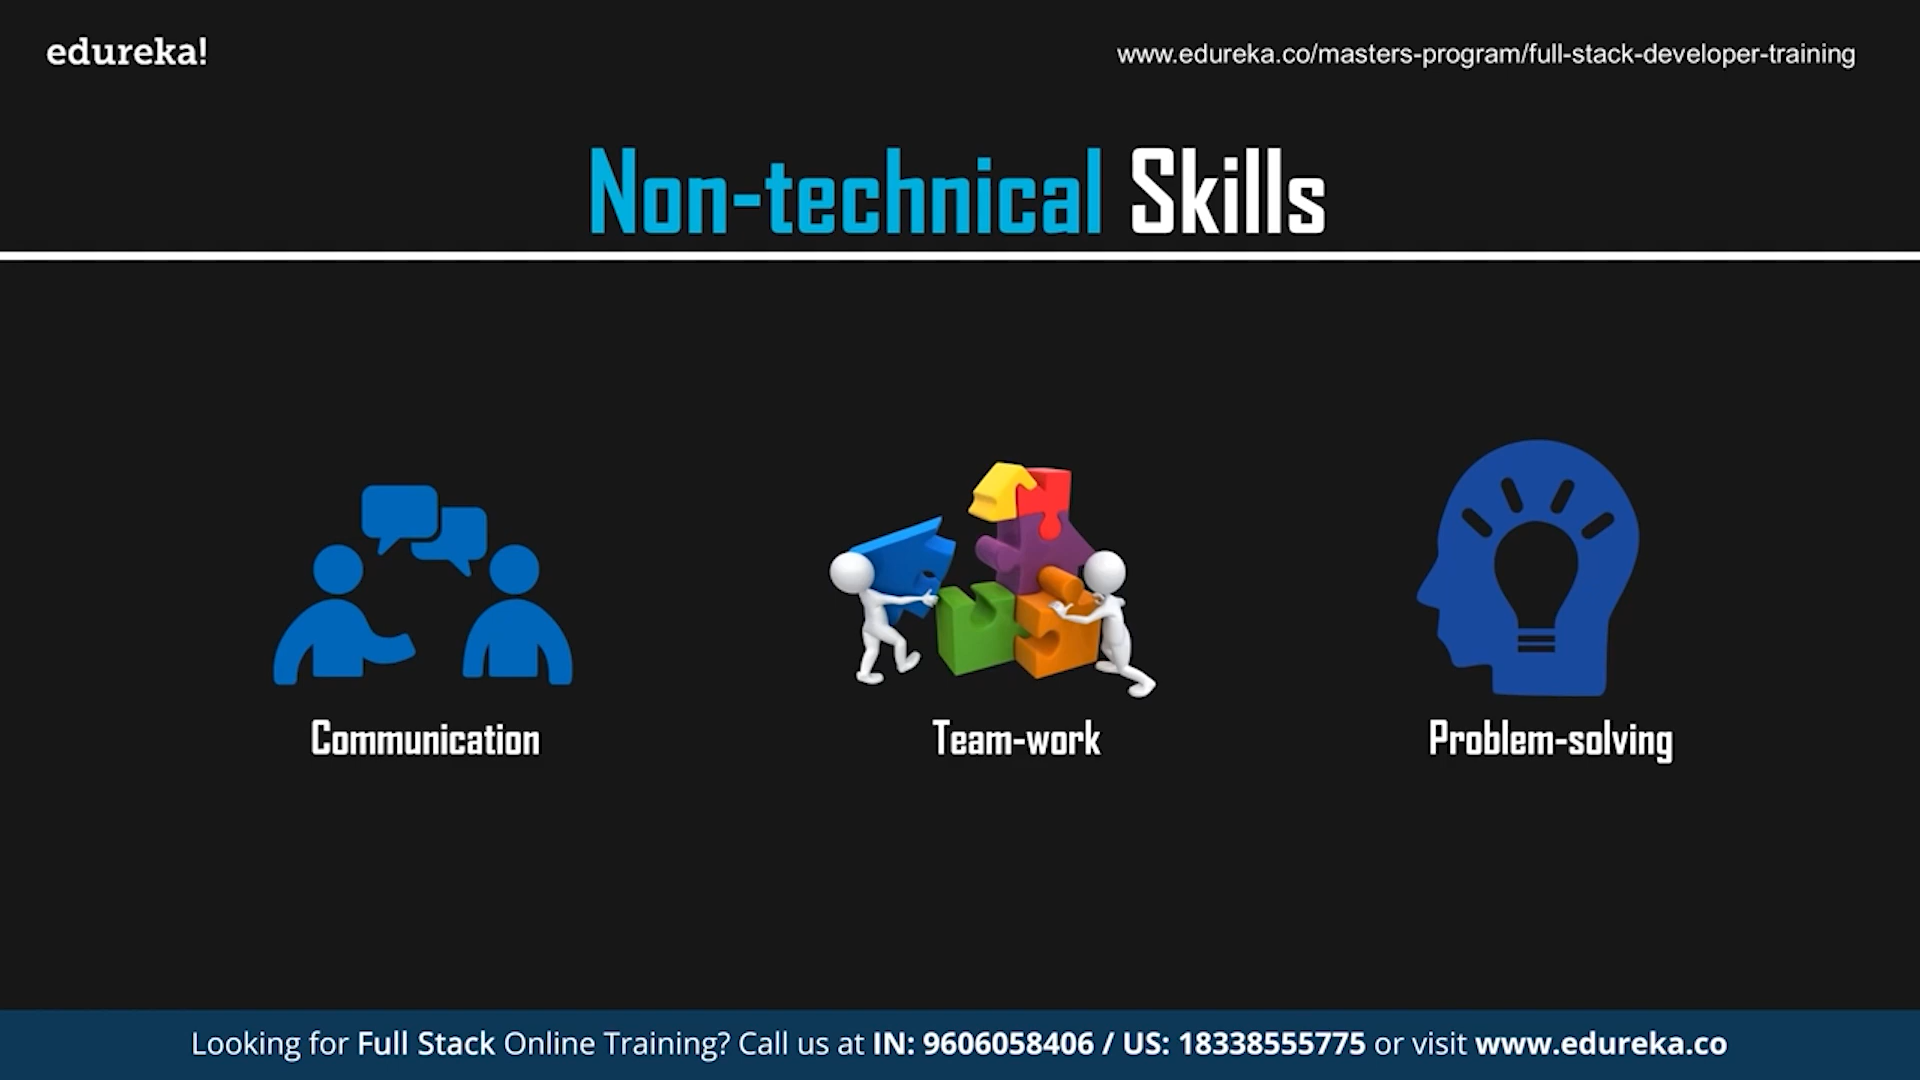 edureka!
www.edureka.co/masters-program/full-stack-developer-training
Non-technical Skills
Communication
Team-work
Problem-solving
Looking for Full Stack Online Training? Call us at IN: 9606058406 / US: 18338555775 or visit www.edureka.co